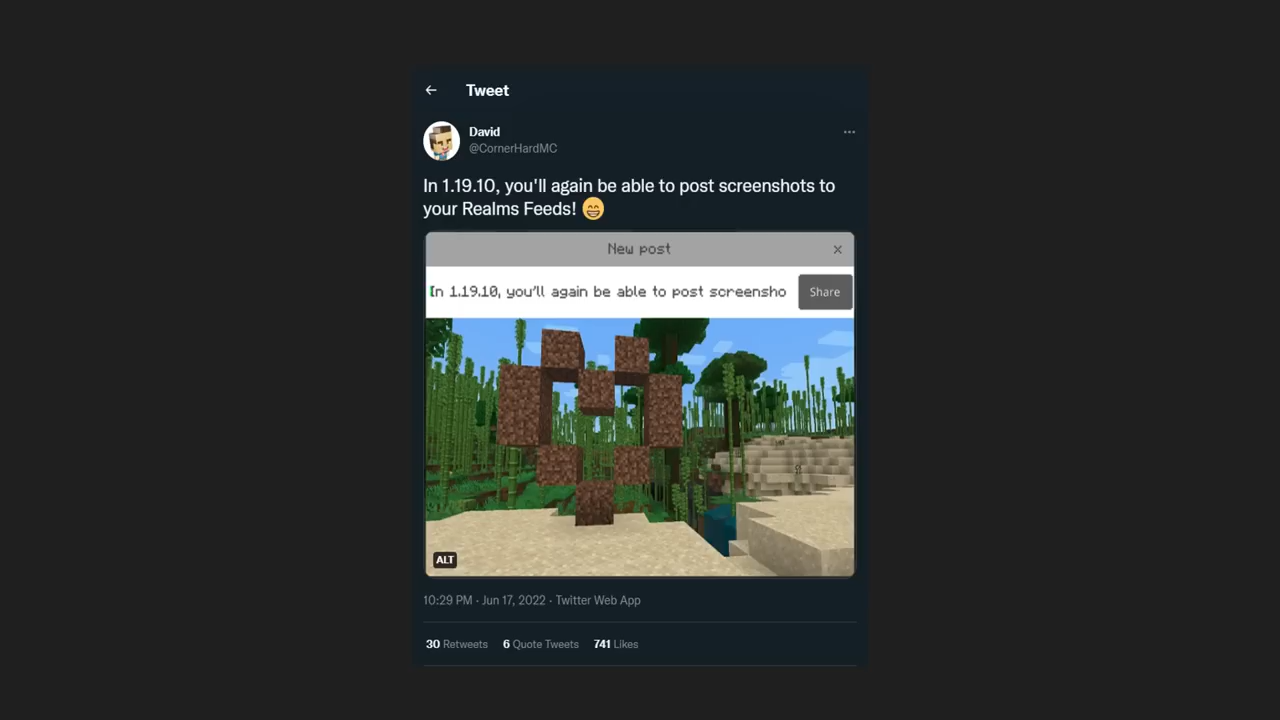 Tweet
David
@CornerHardMC
In 1.19.10, you'll again be able to post screenshots to
your Realms Feeds! 😁
New post
In 1.19.10, you'll again be able to post screensho
Share
ALT
10:29 PM · Jun 17, 2022 · Twitter Web App
30 Retweets 6 Quote Tweets 741 Likes